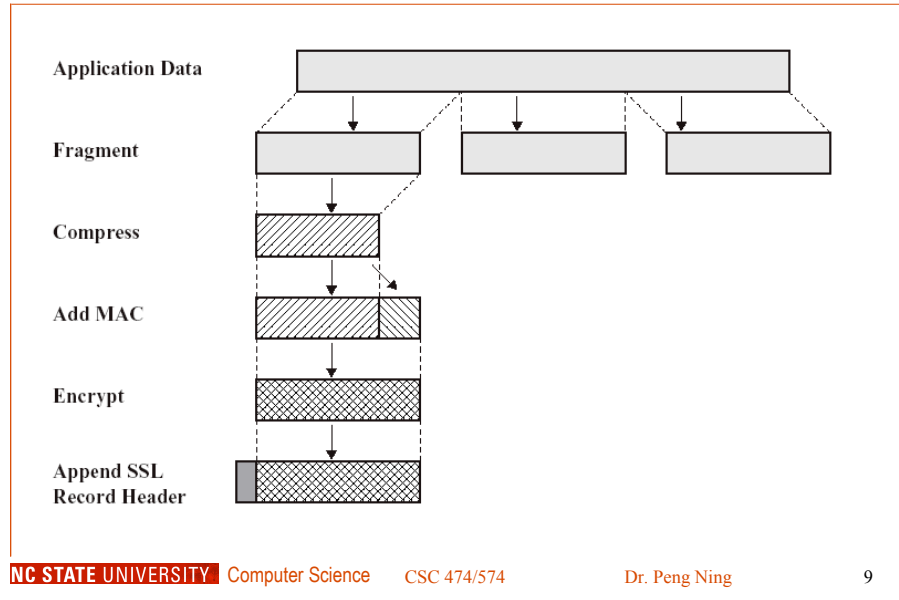 Application Data
Fragment
Compress
Add MAC
Encrypt
Append SSL
Record Header
NC STATE UNIVERSITY Computer Science CSC 474/574 Dr. Peng Ning 9